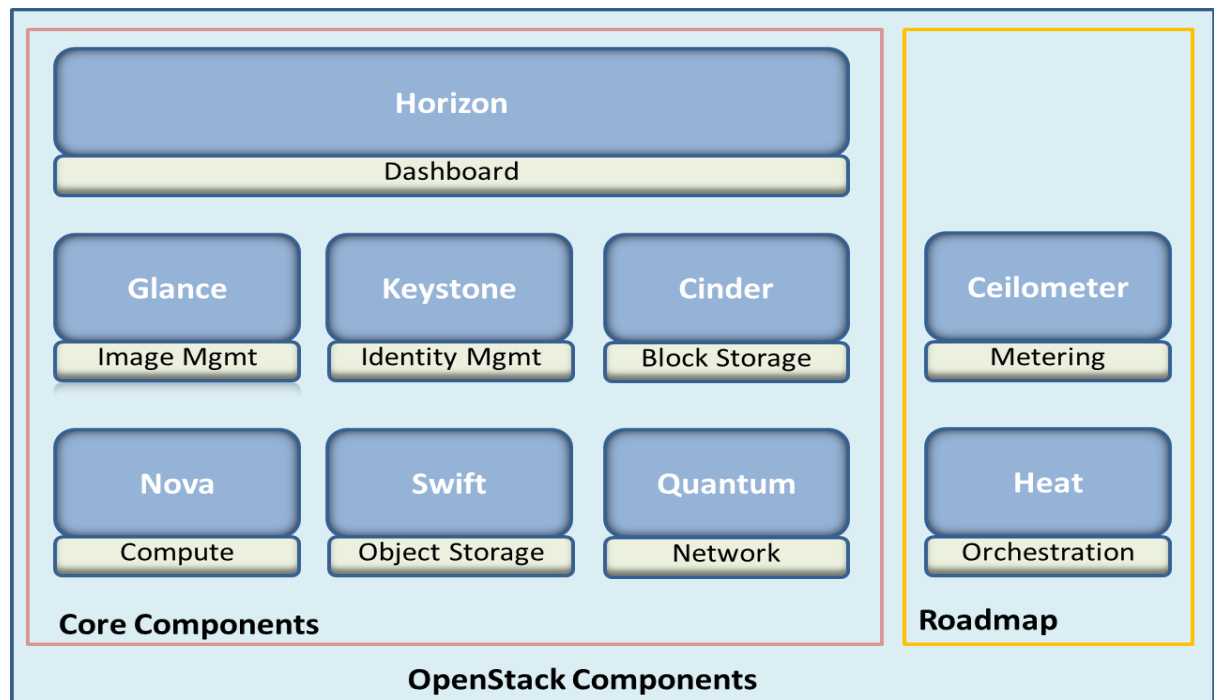 Horizon
Dashboard
Glance
Image Mgmt
Keystone
Identity Mgmt
Cinder
Block Storage
Nova
Compute
Swift
Object Storage
Quantum
Network
Core Components
Ceilometer
Metering
Heat
Orchestration
Roadmap
OpenStack Components